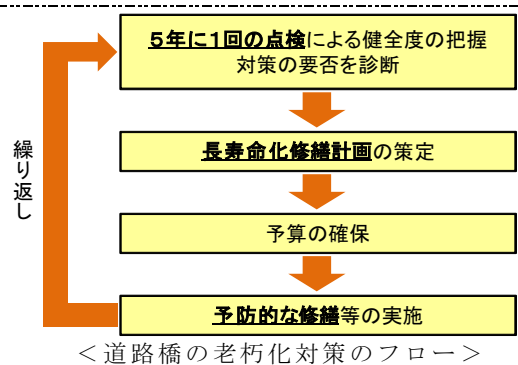 5年に1回の点検による健全度の把握
対策の要否を診断
長寿命化修繕計画の策定
繰り返し
予算の確保
予防的な修繕等の実施
＜道路橋の老朽化対策のフロー＞